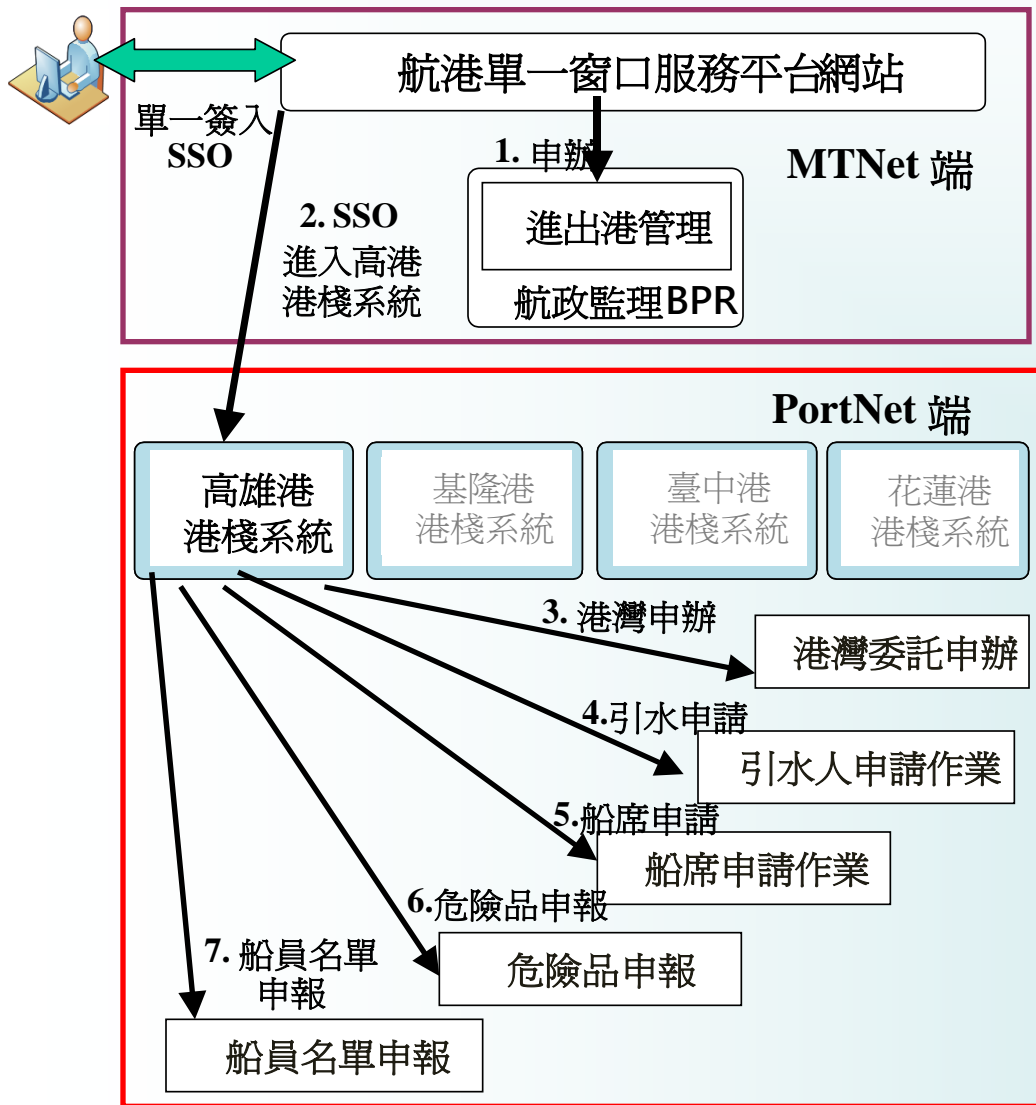 航港單一窗口服務平台網站
單一簽入
SSO
1. 申辦
MTNet 端
進出港管理
航政監理BPR
2. SSO
進入高港
港棧系統
PortNet 端
高雄港
港棧系統
基隆港
港棧系統
臺中港
港棧系統
花蓮港
港棧系統
3. 港灣申辦
港灣委託申辦
4.引水申請
引水人申請作業
5.船席申請
船席申請作業
6.危險品申報
危險品申報
7. 船員名單
申報
船員名單申報